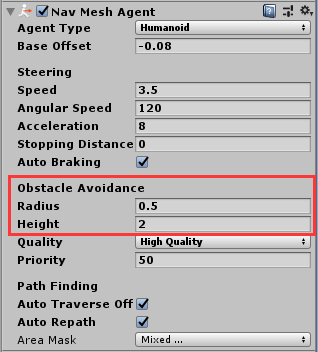 Nav Mesh Agent
Agent Type Humanoid
Base Offset -0.08
Steering
Speed 3.5
Angular Speed 120
Acceleration 8
Stopping Distance 0
Auto Braking
Obstacle Avoidance
Radius 0.5
Height 2
Quality High Quality
Priority 50
Path Finding
Auto Traverse Off
Auto Repath
Area Mask Mixed ...